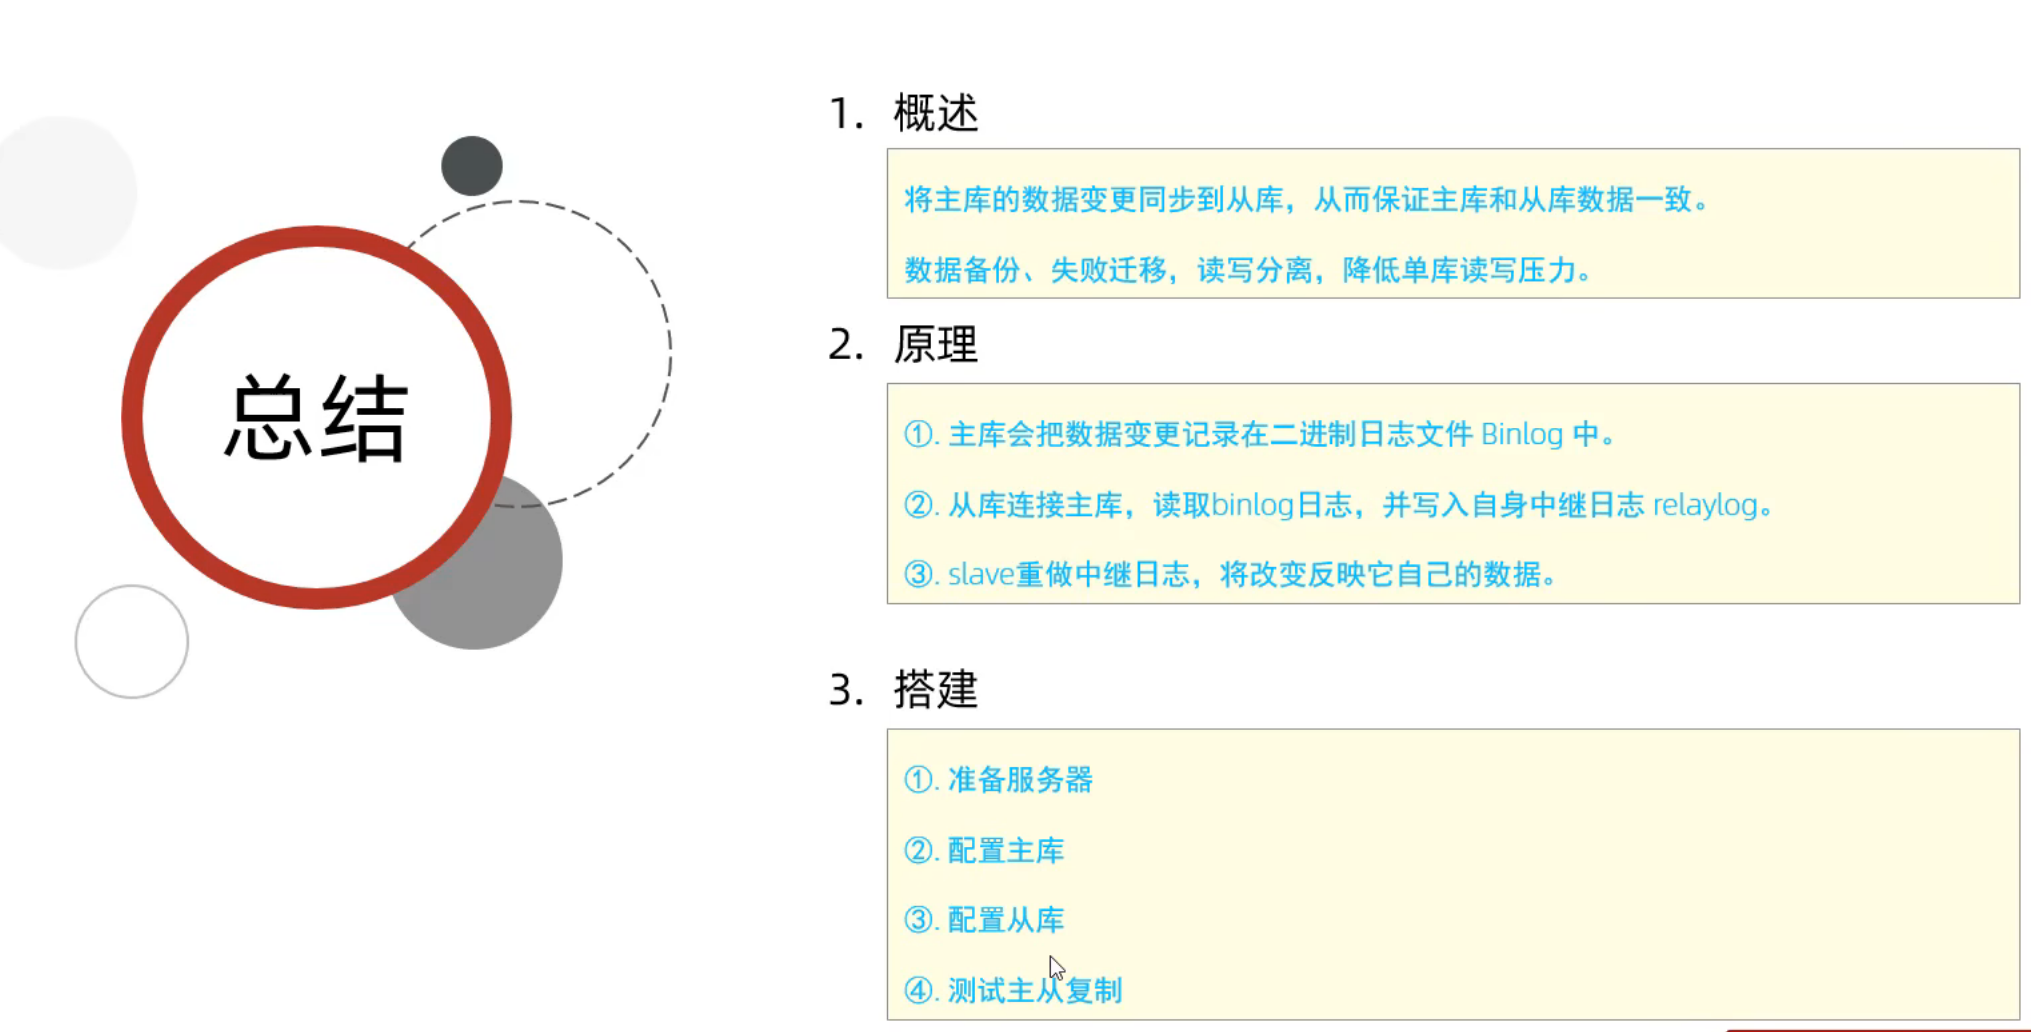 总结
1. 概述
将主库的数据变更同步到从库，从而保证主库和从库数据一致。
数据备份、失败迁移，读写分离，降低单库读写压力。
2. 原理
①. 主库会把数据变更记录在二进制日志文件 Binlog 中。
②. 从库连接主库，读取binlog日志，并写入自身中继日志 relaylog。
③. slave重做中继日志，将改变反映它自己的数据。
3. 搭建
①. 准备服务器
②. 配置主库
③. 配置从库
④. 测试主从复制